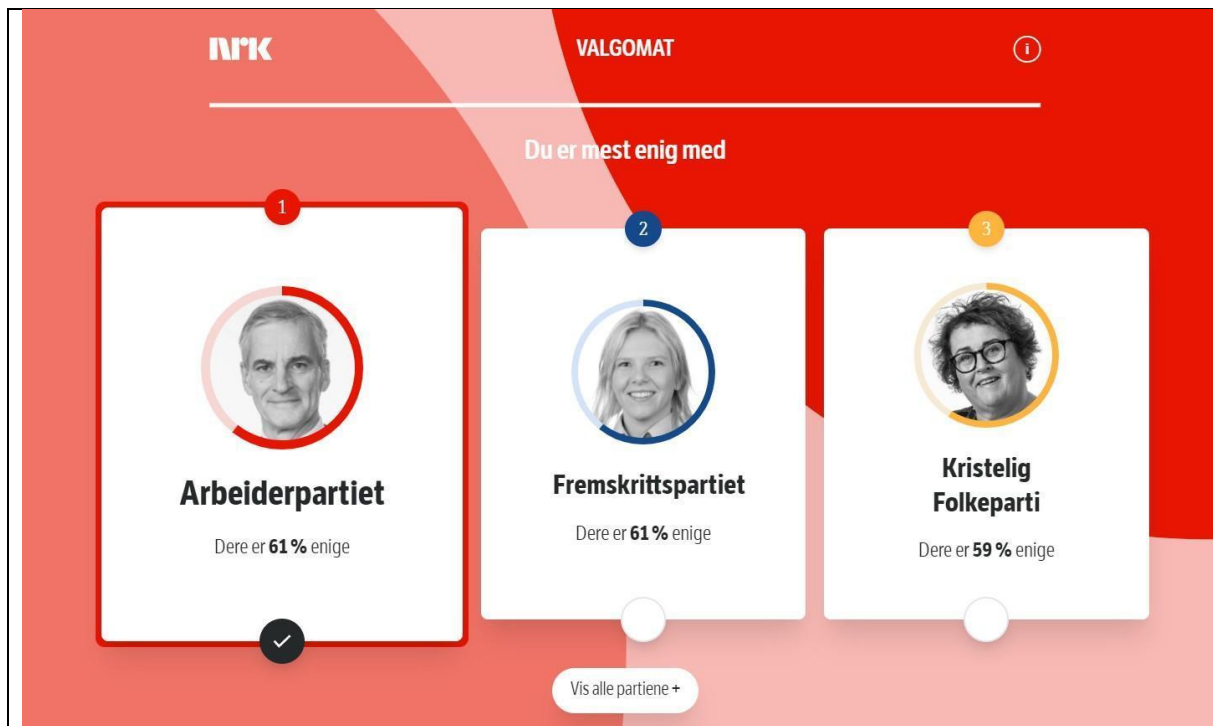 NRK
VALGOMAT
i
Du er mest enig med
1
Arbeiderpartiet
Dere er 61 % enige
2
Fremskrittspartiet
Dere er 61 % enige
3
Kristelig
Folkeparti
Dere er 59 % enige
Vis alle partiene +